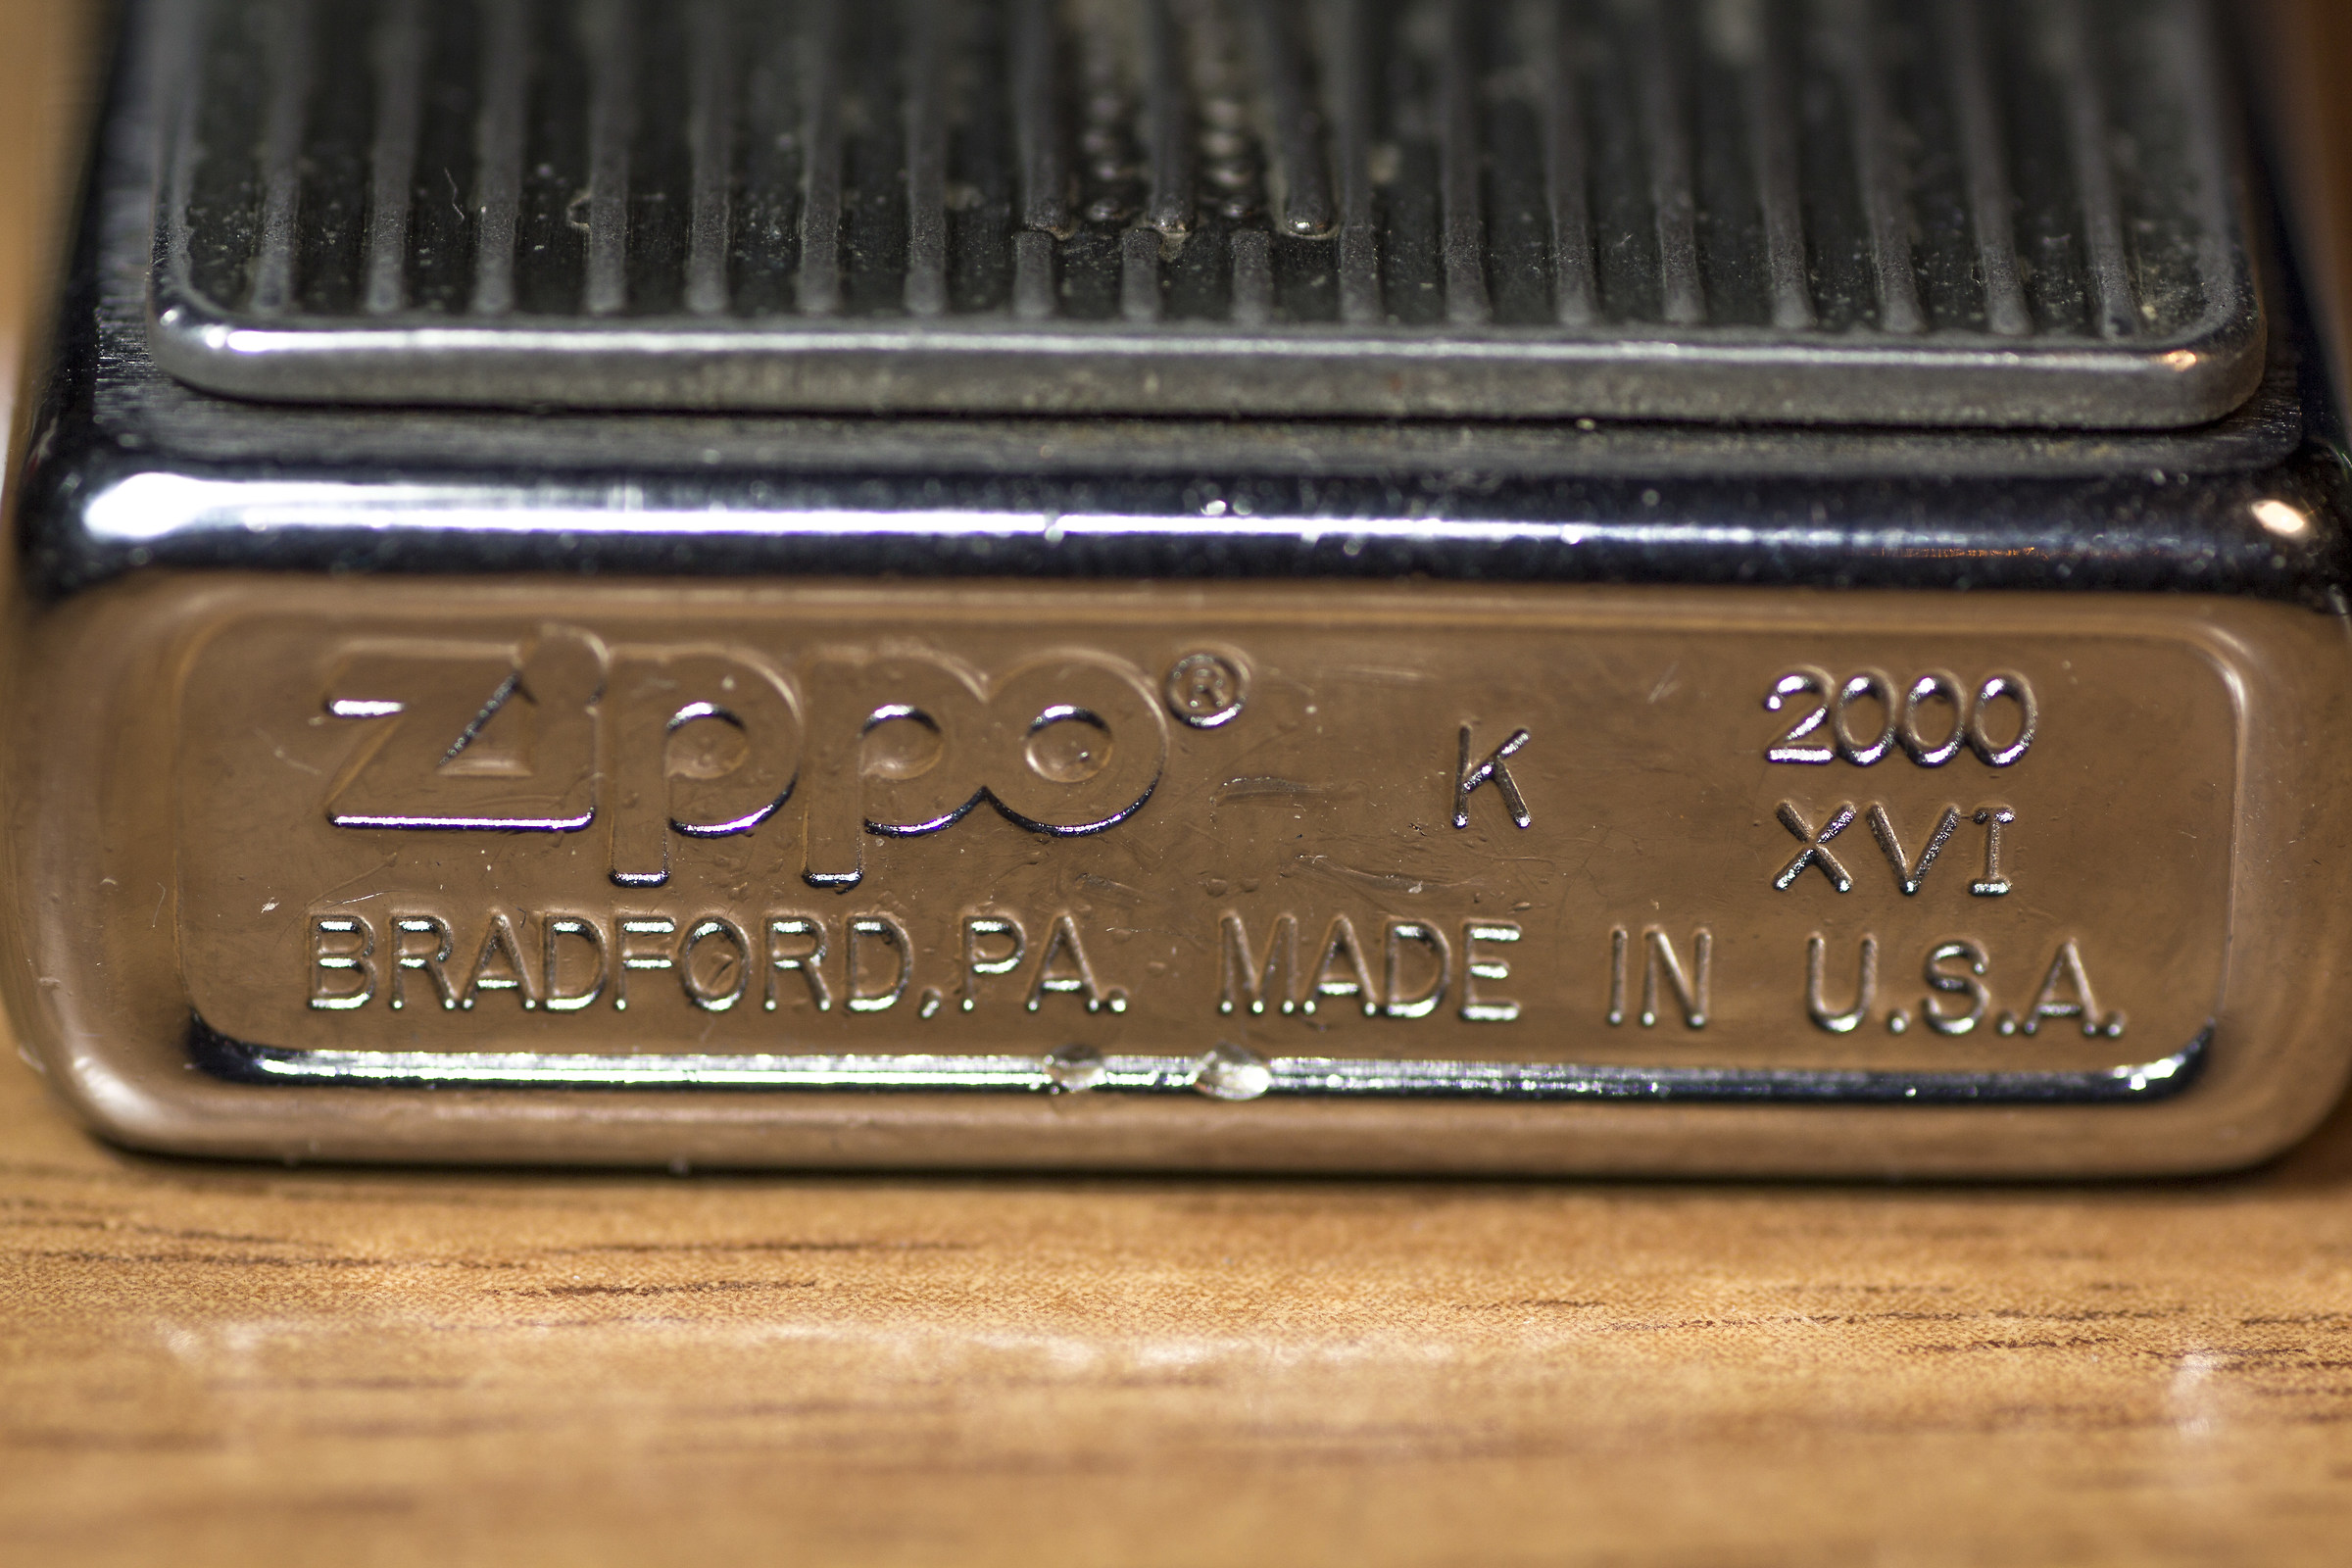 Zippo® K 2000
XVI
BRADFORD,PA. MADE IN U.S.A.